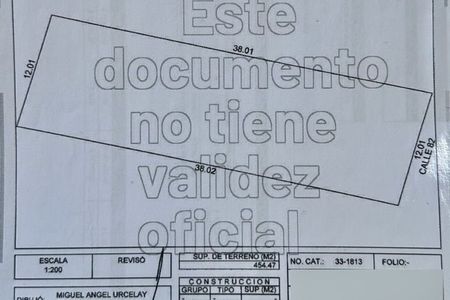 Este
documento
no tiene
validez
oficial
38.01
12.01
12.01
CALLE 82
38.02
ESCALA
1:200
REVISÓ
SUP. DE TERRENO (M2)
454.47
NO. CAT.: 33-1813
FOLIO:-
CONSTRUCCION
GRUPO TIPO SUP (M2)
DIBUJÓ: MIGUEL ANGEL URCELAY